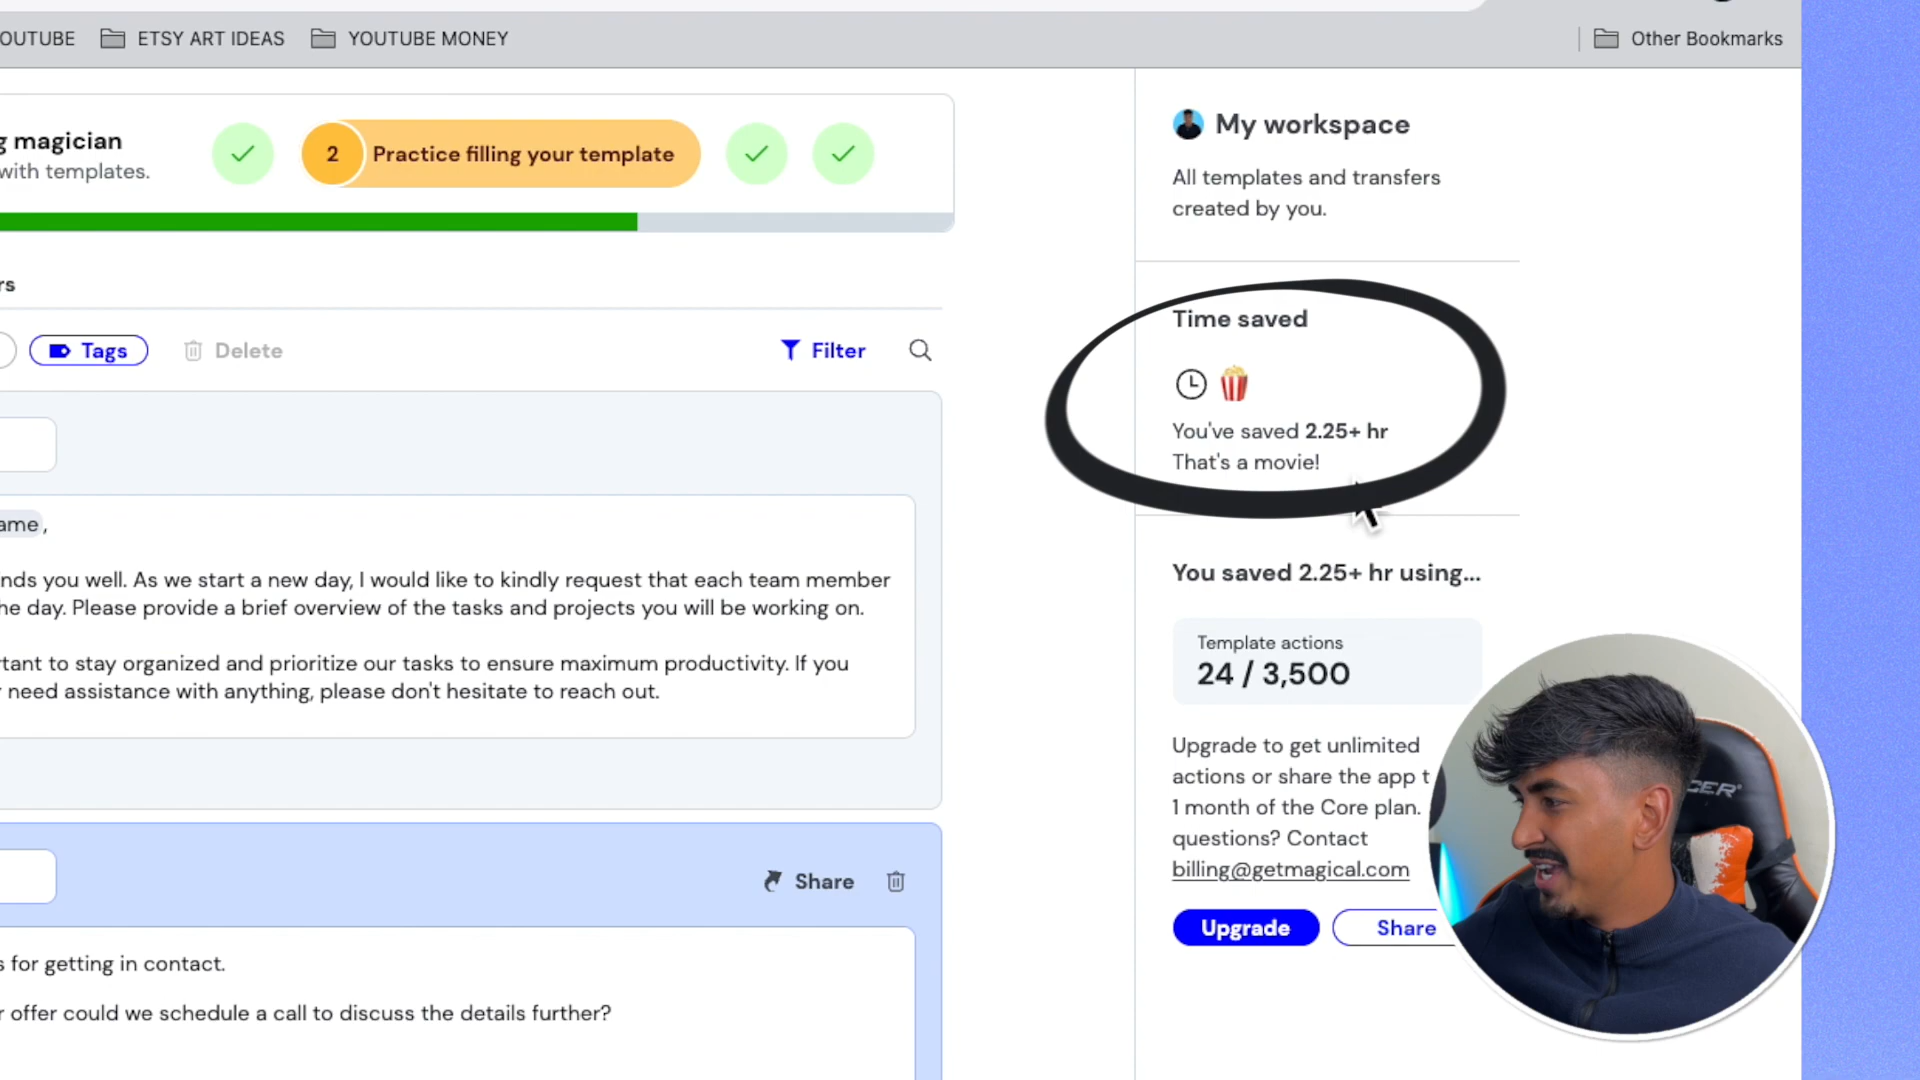 OUTUBE
ETSY ART IDEAS
YOUTUBE MONEY
Other Bookmarks
g magician
with templates.
2
Practice filling your template
rs
Tags
Delete
Filter
ame,
nds you well. As we start a new day, I would like to kindly request that each team member
he day. Please provide a brief overview of the tasks and projects you will be working on.
rtant to stay organized and prioritize our tasks to ensure maximum productivity. If you
r need assistance with anything, please don't hesitate to reach out.
Share
s for getting in contact.
r offer could we schedule a call to discuss the details further?
My workspace
All templates and transfers
created by you.
Time saved
You've saved 2.25+ hr
That's a movie!
You saved 2.25+ hr using...
Template actions
24 / 3,500
Upgrade to get unlimited
actions or share the app t
1 month of the Core plan.
questions? Contact
billing@getmagical.com
Upgrade
Share
CER